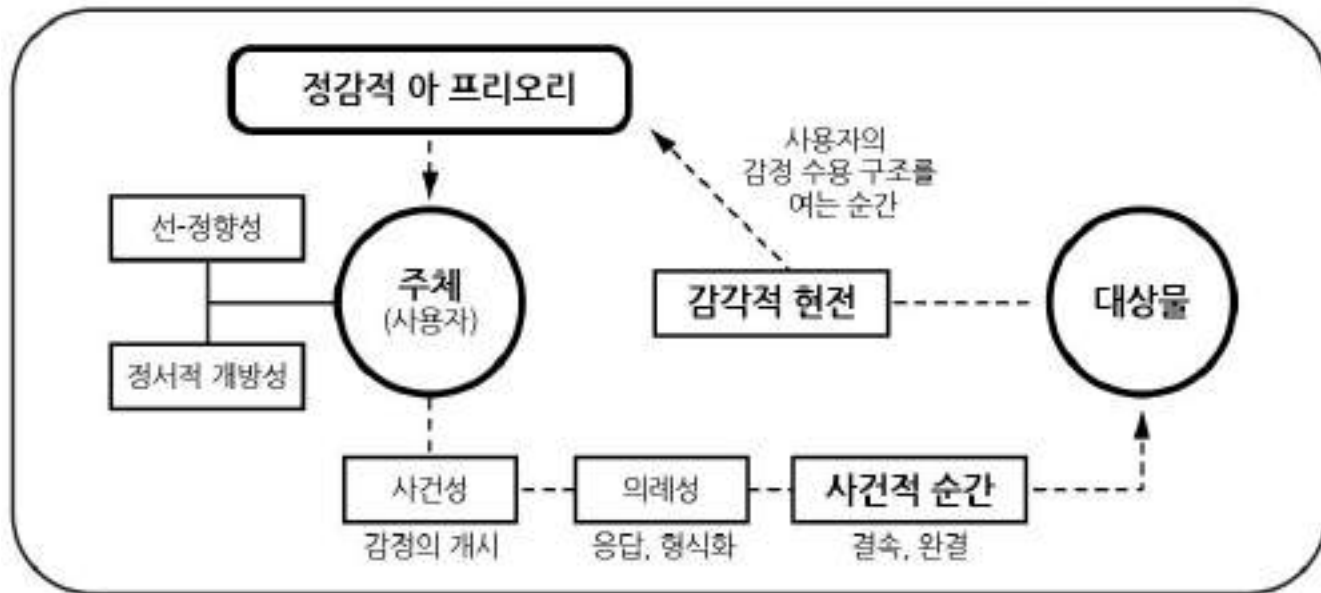 정감적 아 프리오리
사용자의
감정 수용 구조를
여는 순간
선-정향성
주체
(사용자)
감각적 현전
대상물
정서적 개방성
사건성
의례성
사건적 순간
감정의 개시
응답, 형식화
결속, 완결